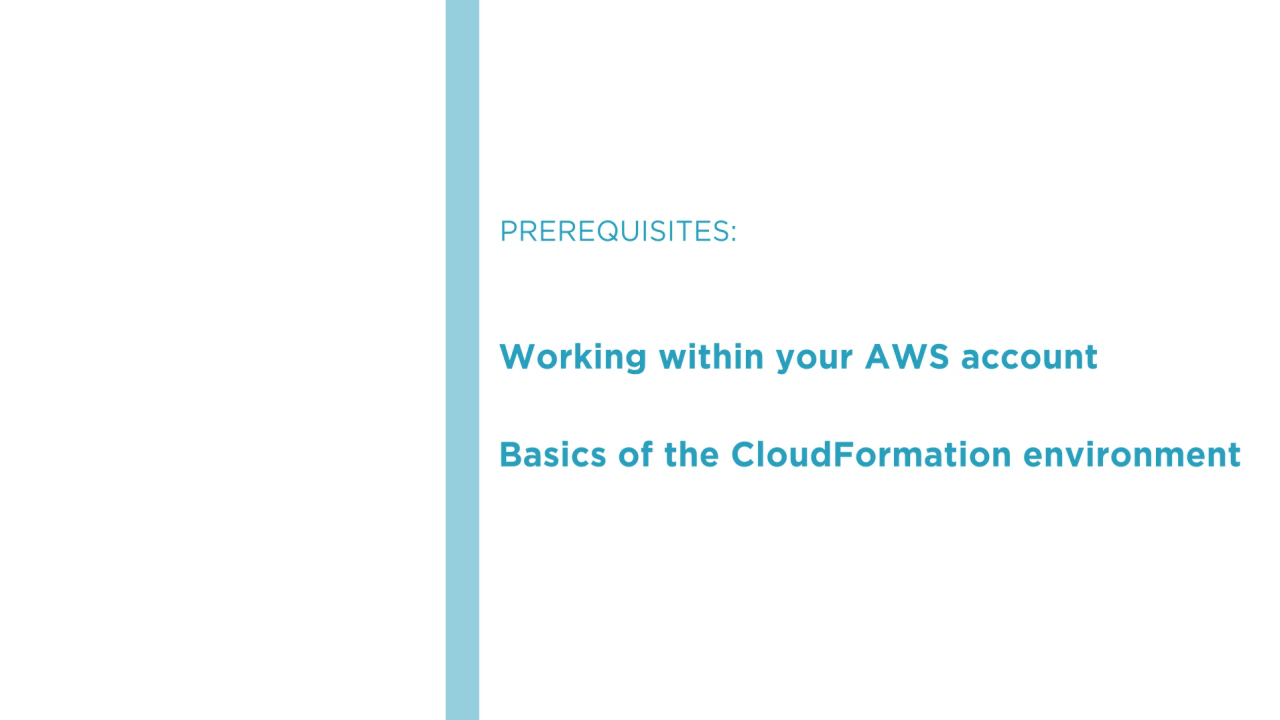 PREREQUISITES:
Working within your AWS account
Basics of the CloudFormation environment